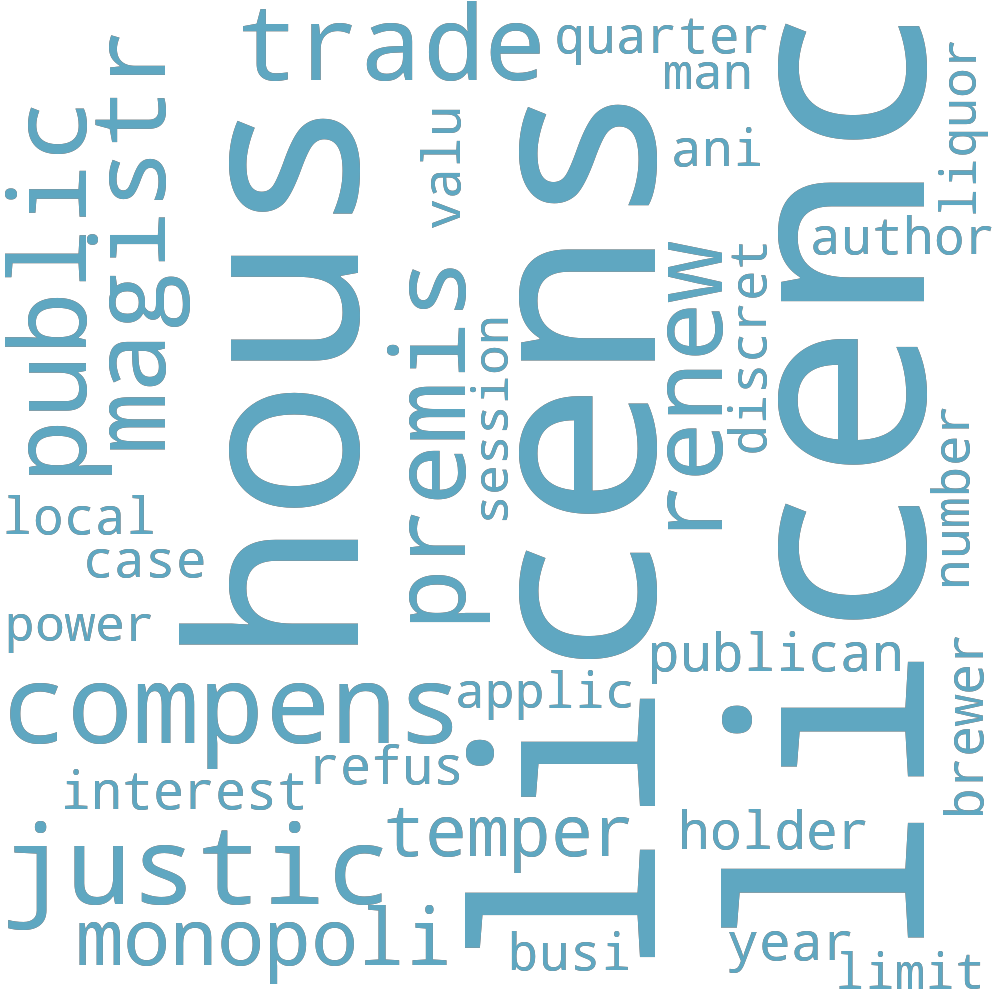 trade
quarter
man
public
magistr
hous
valu
licens
ani
licenc
liquor
author
premis
session
renew
discret
number
local
case
power
publican
compens
applic
brewer
interest
refus
temper
holder
justic
monopoli
busi
year
limit